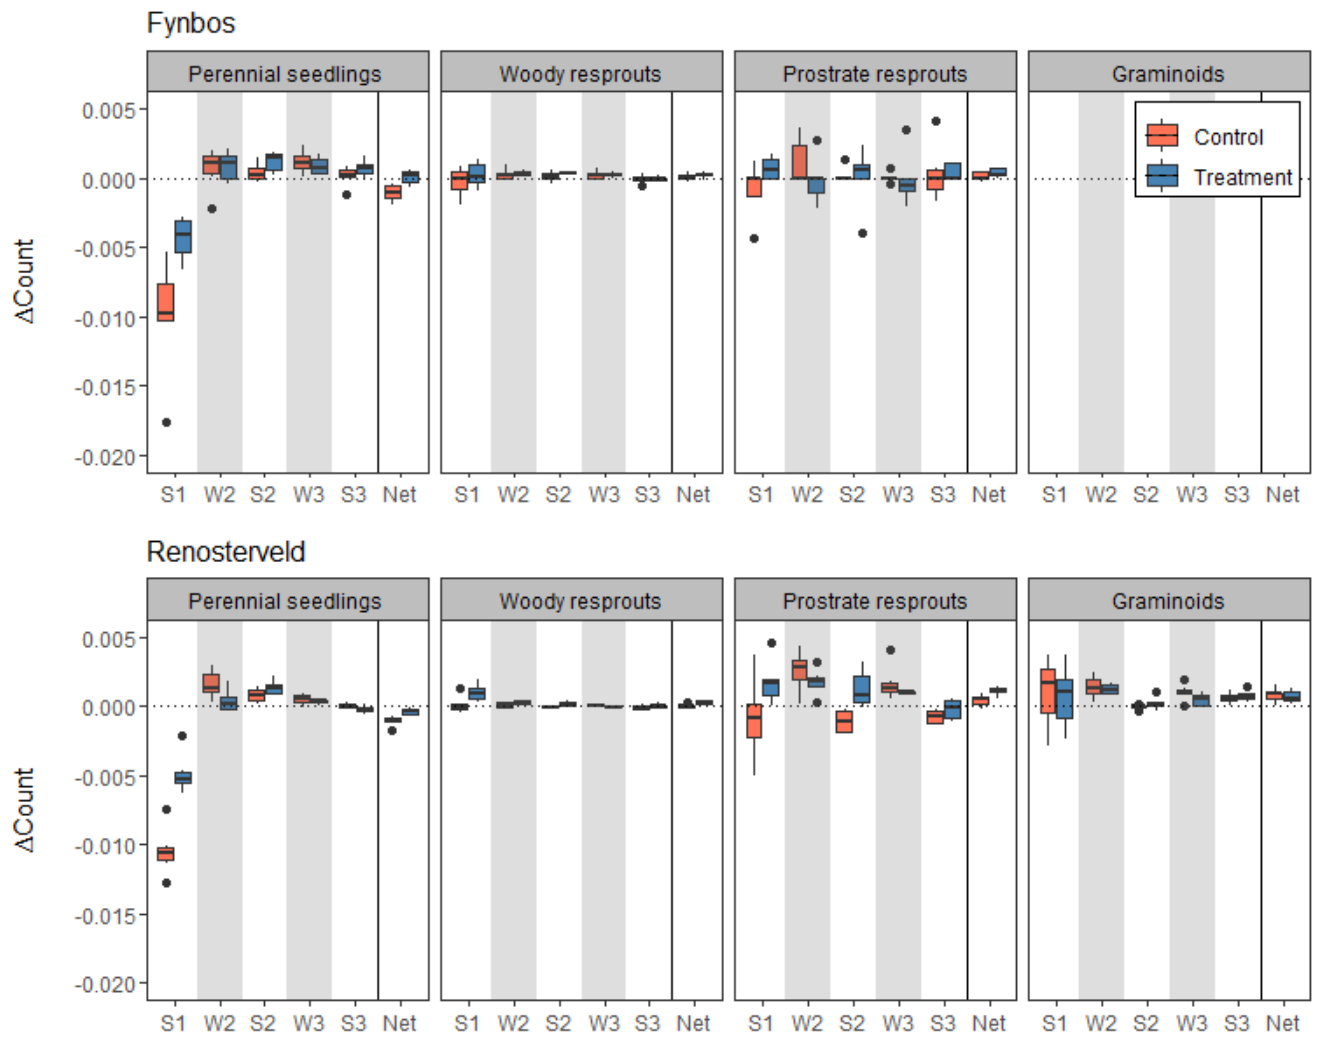 Fynbos
Perennial seedlings Woody resprouts Prostrate resprouts Graminoids
0.005
0.000
-0.005
-0.010
-0.015
-0.020
ΔCount
Control
Treatment
S1 W2 S2 W3 S3 Net S1 W2 S2 W3 S3 Net S1 W2 S2 W3 S3 Net S1 W2 S2 W3 S3 Net
Renosterveld
Perennial seedlings Woody resprouts Prostrate resprouts Graminoids
0.005
0.000
-0.005
-0.010
-0.015
-0.020
ΔCount
S1 W2 S2 W3 S3 Net S1 W2 S2 W3 S3 Net S1 W2 S2 W3 S3 Net S1 W2 S2 W3 S3 Net